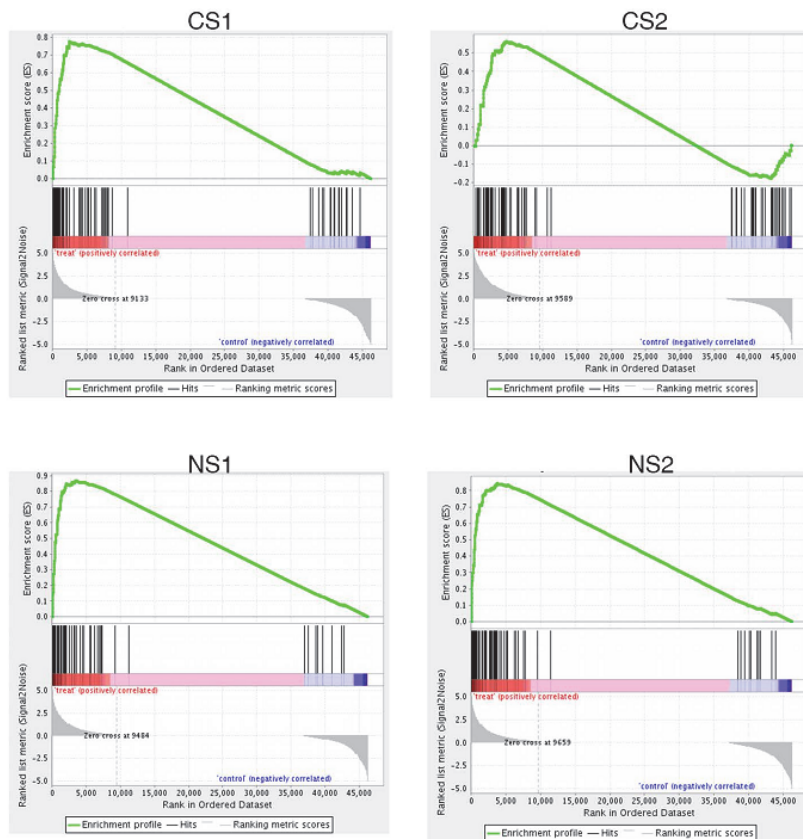 CS1
Enrichment score (ES)
0.8
0.7
0.6
0.5
0.4
0.3
0.2
0.1
0.0
Ranked list metric (Signal2Noise)
5.0
2.5
0.0
-2.5
-5.0
'treat' (positively correlated)
Zero cross at 9133
'control' (negatively correlated)
0 5,000 10,000 15,000 20,000 25,000 30,000 35,000 40,000 45,000
Rank in Ordered Dataset
Enrichment profile Hits Ranking metric scores
CS2
Enrichment score (ES)
0.5
0.4
0.3
0.2
0.1
0.0
-0.1
-0.2
Ranked list metric (Signal2Noise)
5.0
2.5
0.0
-2.5
-5.0
'treat' (positively correlated)
Zero cross at 9589
'control' (negatively correlated)
0 5,000 10,000 15,000 20,000 25,000 30,000 35,000 40,000 45,000
Rank in Ordered Dataset
Enrichment profile Hits Ranking metric scores
NS1
Enrichment score (ES)
0.9
0.8
0.7
0.6
0.5
0.4
0.3
0.2
0.1
0.0
Ranked list metric (Signal2Noise)
5.0
2.5
0.0
-2.5
-5.0
'treat' (positively correlated)
Zero cross at 9484
'control' (negatively correlated)
0 5,000 10,000 15,000 20,000 25,000 30,000 35,000 40,000 45,000
Rank in Ordered Dataset
Enrichment profile Hits Ranking metric scores
NS2
Enrichment score (ES)
0.8
0.7
0.6
0.5
0.4
0.3
0.2
0.1
0.0
Ranked list metric (Signal2Noise)
5.0
2.5
0.0
-2.5
-5.0
'treat' (positively correlated)
Zero cross at 9659
'control' (negatively correlated)
0 5,000 10,000 15,000 20,000 25,000 30,000 35,000 40,000 45,000
Rank in Ordered Dataset
Enrichment profile Hits Ranking metric scores